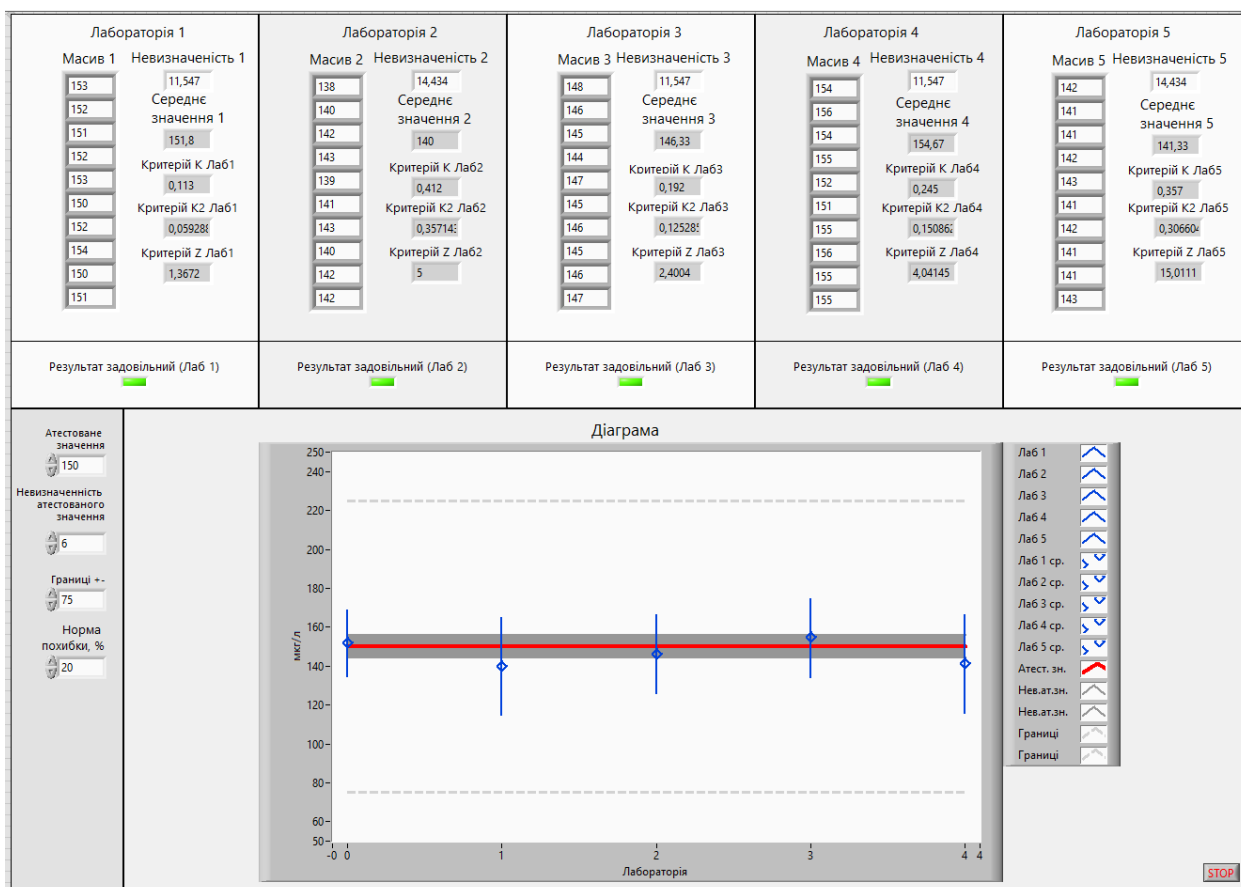 Лабораторія 1
Масив 1
153
152
151
152
153
150
152
154
150
151
Невизначеність 1
11,547
Середнє
значення 1
151,8
Критерій K Лаб1
0,113
Критерій K2 Лаб1
0,05928
Критерій Z Лаб1
1,3672
Лабораторія 2
Масив 2
138
140
142
143
139
141
143
140
142
142
Невизначеність 2
14,434
Середнє
значення 2
140
Критерій K Лаб2
0,412
Критерій K2 Лаб2
0,35714
Критерій Z Лаб2
5
Лабораторія 3
Масив 3
148
146
145
144
147
145
146
145
146
147
Невизначеність 3
11,547
Середнє
значення 3
146,33
Критерій K Лаб3
0,192
Критерій K2 Лаб3
0,12528
Критерій Z Лаб3
2,4004
Лабораторія 4
Масив 4
154
156
154
155
152
151
155
156
155
155
Невизначеність 4
11,547
Середнє
значення 4
154,67
Критерій K Лаб4
0,245
Критерій K2 Лаб4
0,15086
Критерій Z Лаб4
4,04145
Лабораторія 5
Масив 5
142
141
141
142
143
141
142
141
141
143
Невизначеність 5
14,434
Середнє
значення 5
141,33
Критерій K Лаб5
0,357
Критерій K2 Лаб5
0,30660
Критерій Z Лаб5
15,0111
Результат задовільний (Лаб 1)
Результат задовільний (Лаб 2)
Результат задовільний (Лаб 3)
Результат задовільний (Лаб 4)
Результат задовільний (Лаб 5)
Атестоване
значення
150
Невизначенність
атестованого
значення
6
Границі +-
75
Норма
похибки, %
20
Діаграма
250
240
220
200
180
160
140
120
100
80
60
50
мкг/л
-0 0 1 2 3 4 4
Лабораторія
Лаб 1
Лаб 2
Лаб 3
Лаб 4
Лаб 5
Лаб 1 ср.
Лаб 2 ср.
Лаб 3 ср.
Лаб 4 ср.
Лаб 5 ср.
Атест. зн.
Нев.ат.зн.
Нев.ат.зн.
Границі
Границі
STOP